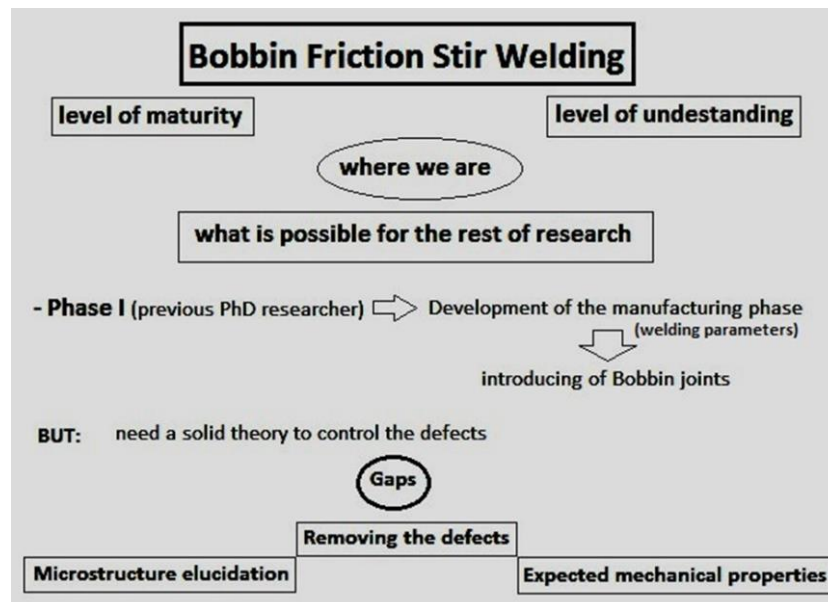 Bobbin Friction Stir Welding
level of maturity
level of undestanding
where we are
what is possible for the rest of research
- Phase I (previous PhD researcher) Development of the manufacturing phase
(welding parameters)
introducing of Bobbin joints
BUT: need a solid theory to control the defects
Gaps
Removing the defects
Microstructure elucidation
Expected mechanical properties